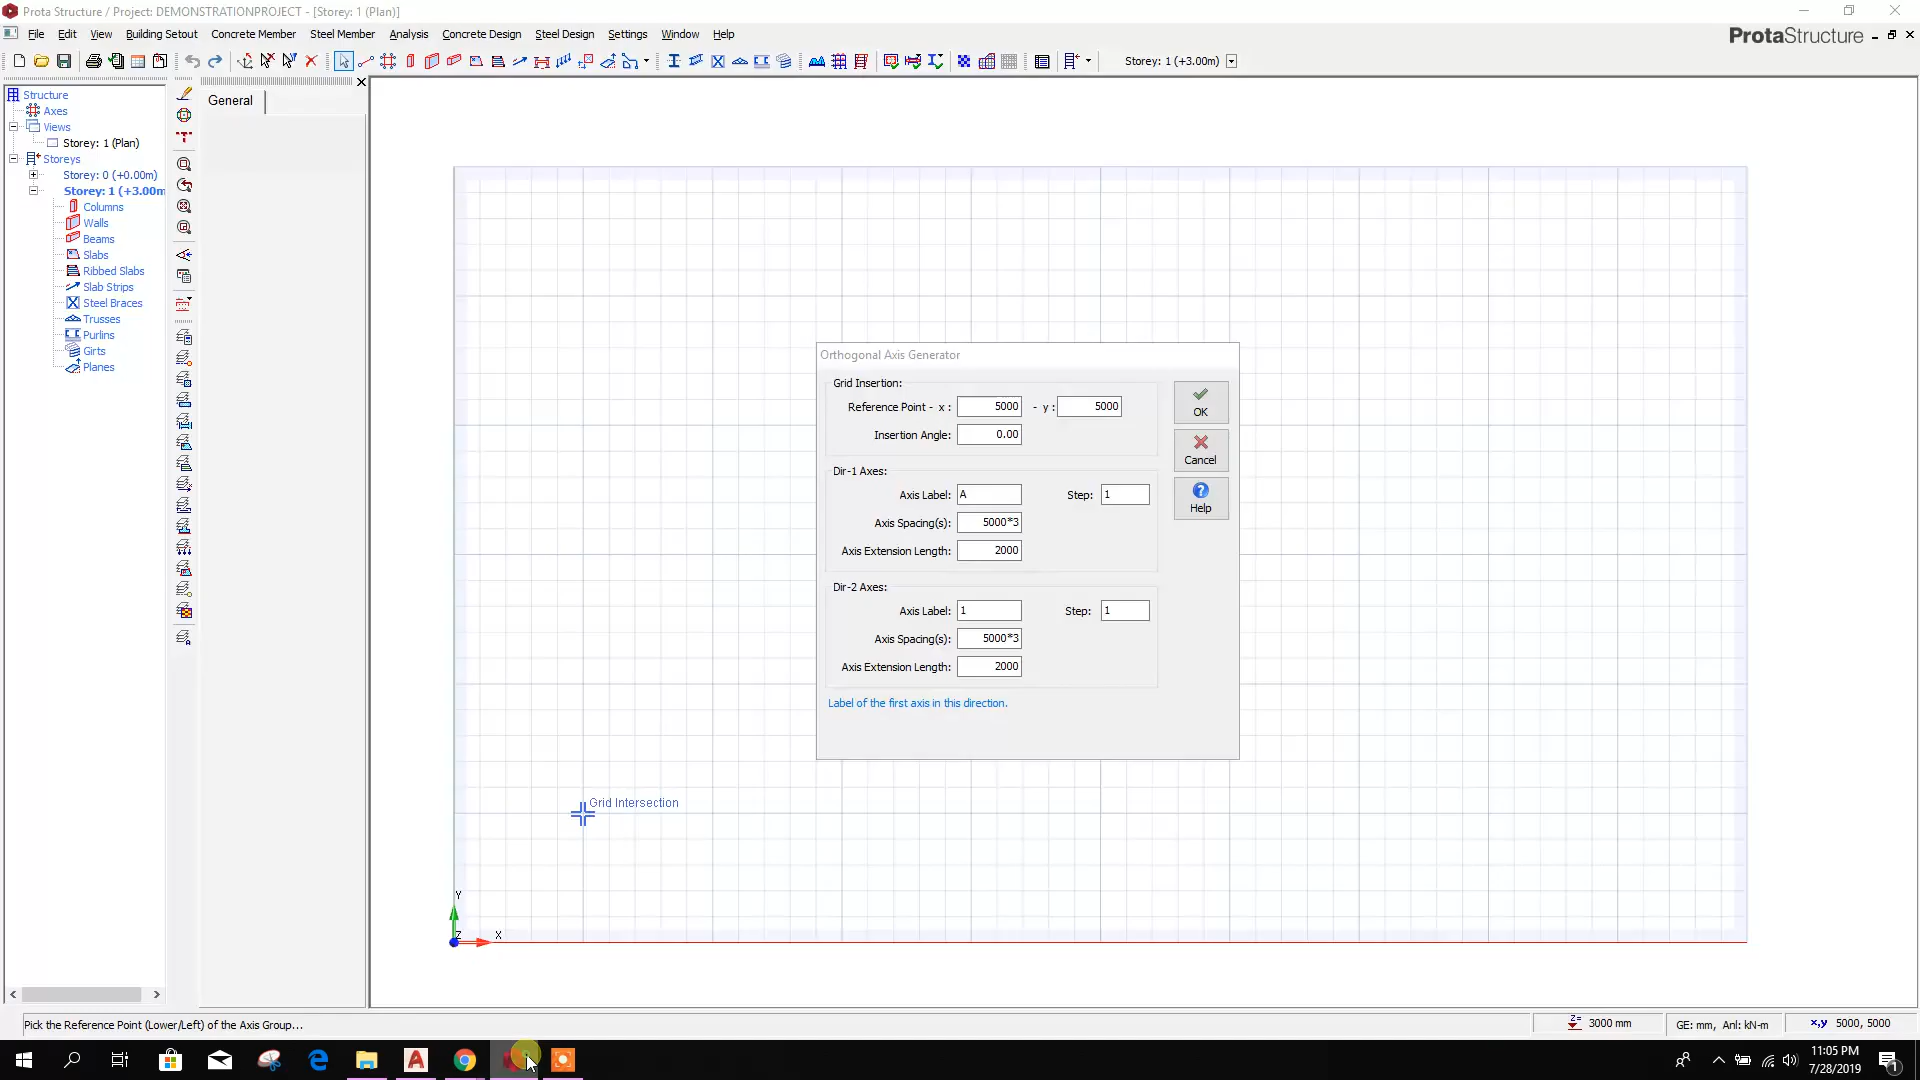 Prota Structure / Project: DEMONSTRATIONPROJECT - [Storey: 1 (Plan)]
File Edit View Building Setout Concrete Member Steel Member Analysis Concrete Design Steel Design Settings Window Help
ProtaStructure
Storey: 1 (+3.00m)
Structure
Axes
Views
Storey: 1 (Plan)
Storeys
Storey: 0 (+0.00m)
Storey: 1 (+3.00m
Columns
Walls
Beams
Slabs
Ribbed Slabs
Slab Strips
Steel Braces
Trusses
Purlins
Girts
Planes
General
Orthogonal Axis Generator
Grid Insertion:
Reference Point - x : 5000 - y : 5000
Insertion Angle: 0.00
OK
Cancel
Help
Dir-1 Axes:
Axis Label: A Step: 1
Axis Spacing(s): 5000*3
Axis Extension Length: 2000
Dir-2 Axes:
Axis Label: 1 Step: 1
Axis Spacing(s): 5000*3
Axis Extension Length: 2000
Label of the first axis in this direction.
Grid Intersection
Y
Z
X
Pick the Reference Point (Lower/Left) of the Axis Group...
Z= 3000 mm
GE: mm, Anl: kN-m
x,y 5000, 5000
11:05 PM
7/28/2019
1